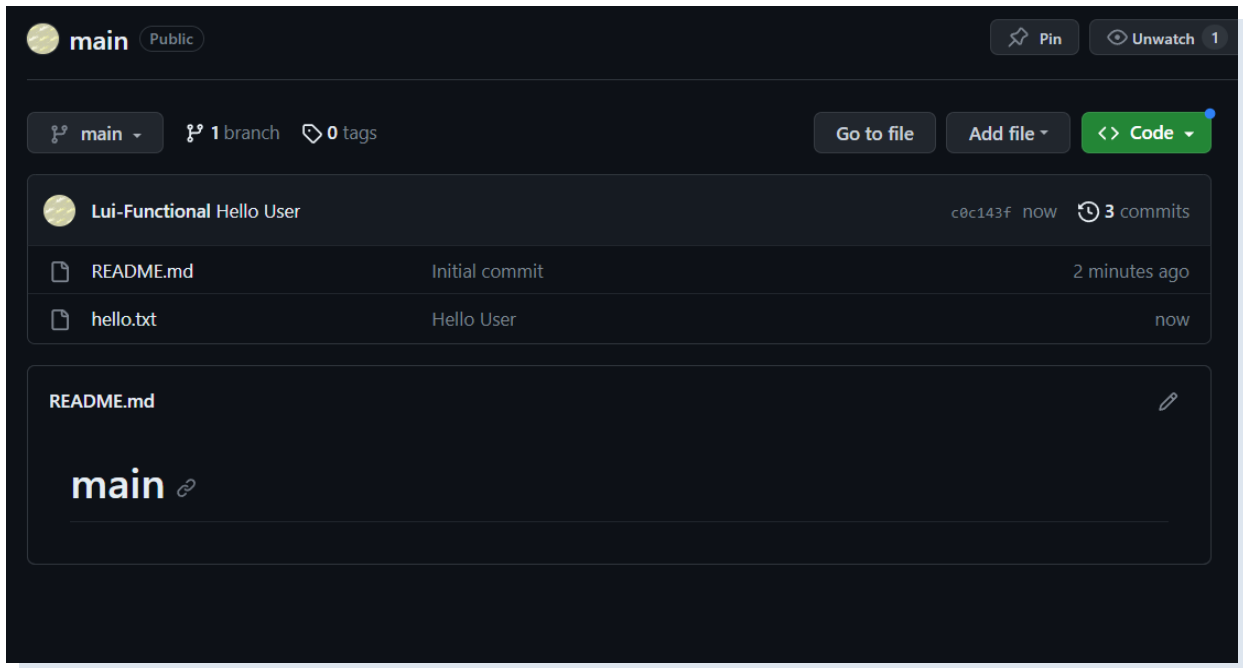 main Public Pin Unwatch 1
main 1 branch 0 tags Go to file Add file Code
Lui-Functional Hello User c0c143f now 3 commits
README.md Initial commit 2 minutes ago
hello.txt Hello User now
README.md
main